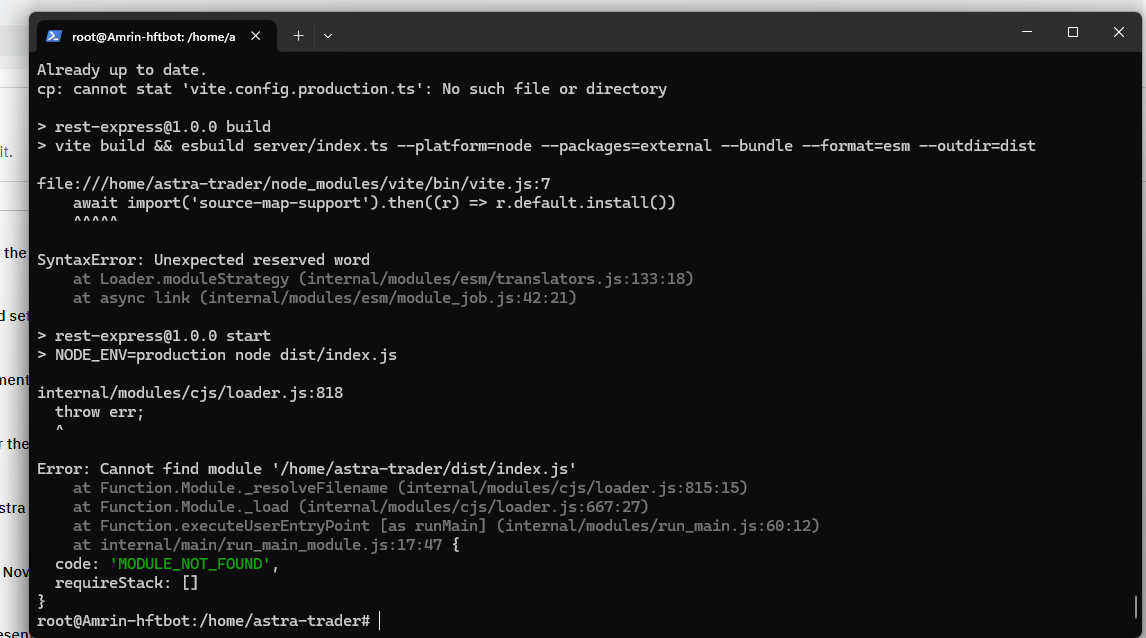 root@Amrin-hftbot: /home/a
Already up to date.
cp: cannot stat 'vite.config.production.ts': No such file or directory
> rest-express@1.0.0 build
> vite build && esbuild server/index.ts --platform=node --packages=external --bundle --format=esm --outdir=dist
it.
file:///home/astra-trader/node_modules/vite/bin/vite.js:7
    await import('source-map-support').then((r) => r.default.install())
    ^^^^^
the
SyntaxError: Unexpected reserved word
    at Loader.moduleStrategy (internal/modules/esm/translators.js:133:18)
    at async link (internal/modules/esm/module_job.js:42:21)
d set
> rest-express@1.0.0 start
> NODE_ENV=production node dist/index.js
ment
internal/modules/cjs/loader.js:818
  throw err;
  ^
r the
Error: Cannot find module '/home/astra-trader/dist/index.js'
    at Function.Module._resolveFilename (internal/modules/cjs/loader.js:815:15)
    at Function.Module._load (internal/modules/cjs/loader.js:667:27)
stra
    at Function.executeUserEntryPoint [as runMain] (internal/modules/run_main.js:60:12)
    at internal/main/run_main_module.js:17:47 {
  code: 'MODULE_NOT_FOUND',
Nov
  requireStack: []
}
root@Amrin-hftbot:/home/astra-trader#
esen